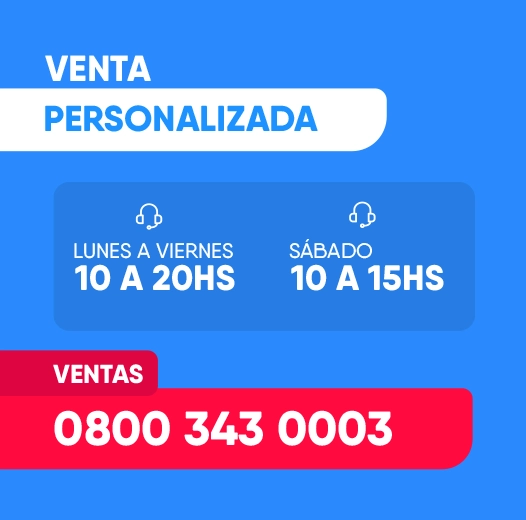 VENTA
PERSONALIZADA
LUNES A VIERNES
10 A 20HS
SÁBADO
10 A 15HS
VENTAS
0800 343 0003